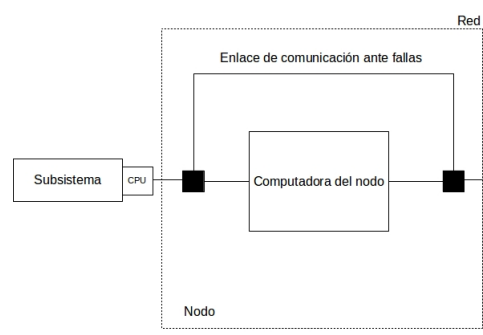 Red
Enlace de comunicación ante fallas
Subsistema
CPU
Computadora del nodo
Nodo